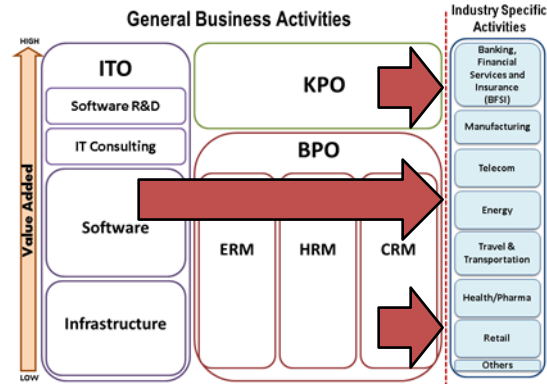 General Business Activities
Industry Specific
Activities
HIGH
Value Added
LOW
ITO
Software R&D
IT Consulting
Software
Infrastructure
KPO
BPO
ERM
HRM
CRM
Banking,
Financial
Services and
Insurance
(BFSI)
Manufacturing
Telecom
Energy
Travel &
Transportation
Health/Pharma
Retail
Others